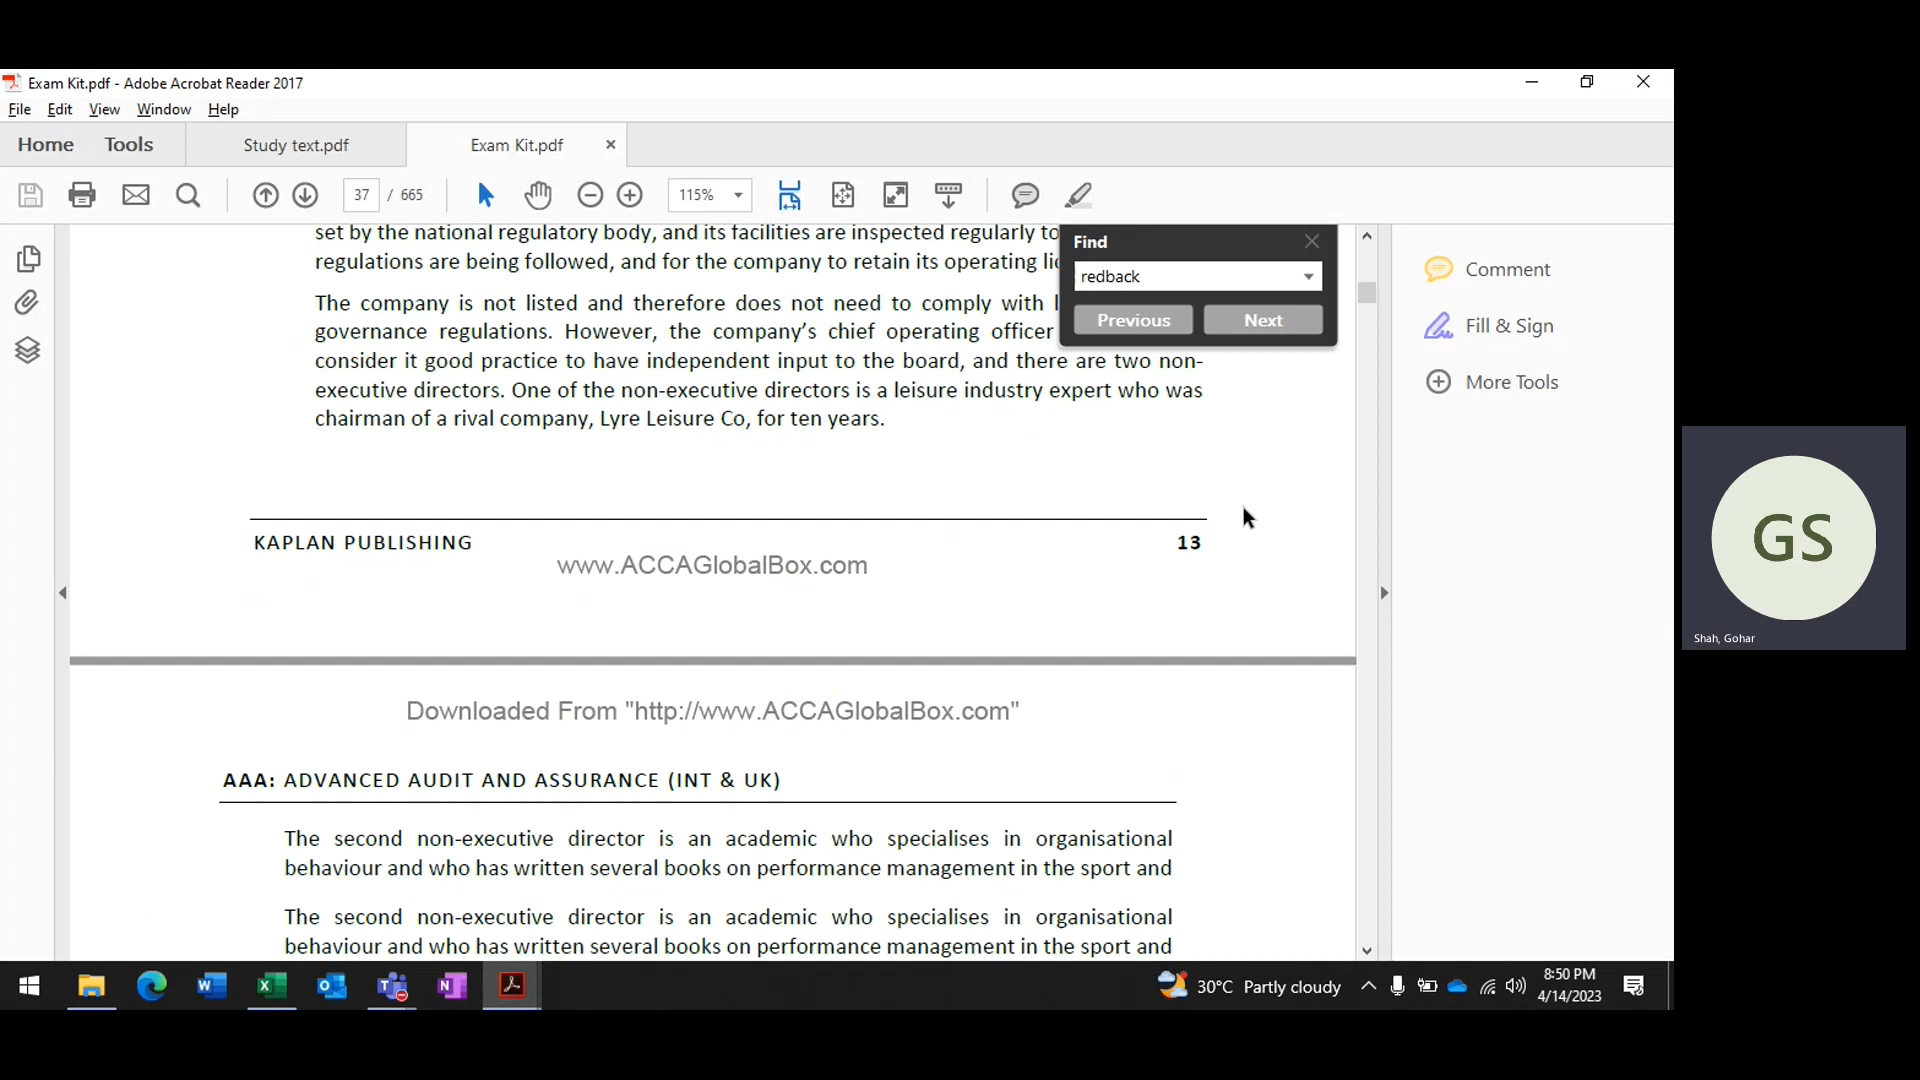 Exam Kit.pdf - Adobe Acrobat Reader 2017
File Edit View Window Help
Home Tools Study text.pdf Exam Kit.pdf
37 / 665 115%
set by the national regulatory body, and its facilities are inspected regularly to
regulations are being followed, and for the company to retain its operating
The company is not listed and therefore does not need to comply with
governance regulations. However, the company's chief operating officer
consider it good practice to have independent input to the board, and there are two non-
executive directors. One of the non-executive directors is a leisure industry expert who was
chairman of a rival company, Lyre Leisure Co, for ten years.
Find
redback
Previous Next
Comment
Fill & Sign
More Tools
KAPLAN PUBLISHING 13
www.ACCAGlobalBox.com
Downloaded From "http://www.ACCAGlobalBox.com"
AAA: ADVANCED AUDIT AND ASSURANCE (INT & UK)
The second non-executive director is an academic who specialises in organisational
behaviour and who has written several books on performance management in the sport and
The second non-executive director is an academic who specialises in organisational
behaviour and who has written several books on performance management in the sport and
GS
Shah, Gohar
30°C Partly cloudy
8:50 PM
4/14/2023